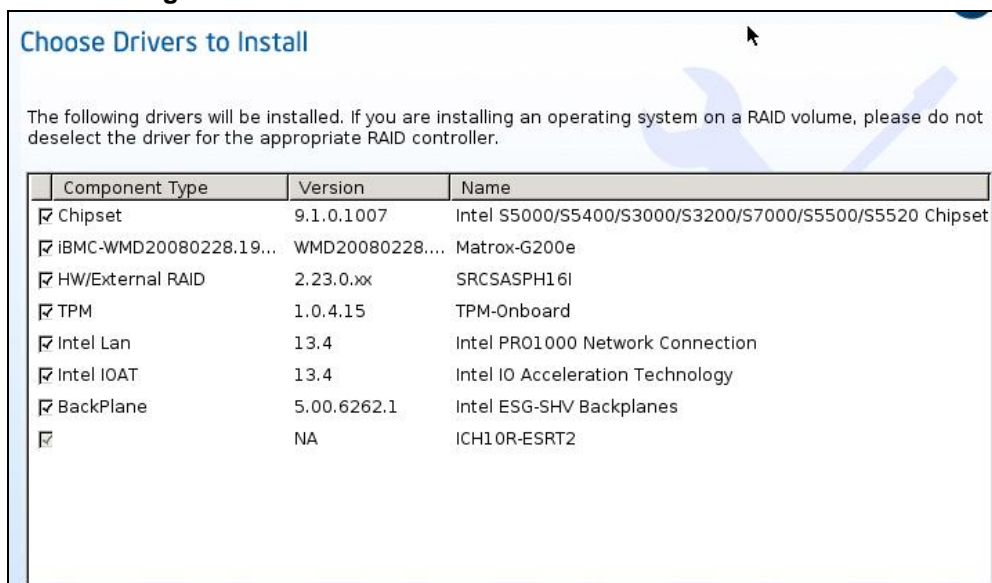 Choose Drivers to Install
The following drivers will be installed. If you are installing an operating system on a RAID volume, please do not
deselect the driver for the appropriate RAID controller.
Component Type Version Name
Chipset 9.1.0.1007 Intel S5000/S5400/S3000/S3200/S7000/S5500/S5520 Chipset
iBMC-WMD20080228.19... WMD20080228.... Matrox-G200e
HW/External RAID 2.23.0.xx SRCSASPH16I
TPM 1.0.4.15 TPM-Onboard
Intel Lan 13.4 Intel PRO1000 Network Connection
Intel IOAT 13.4 Intel IO Acceleration Technology
BackPlane 5.00.6262.1 Intel ESG-SHV Backplanes
NA ICH10R-ESRT2